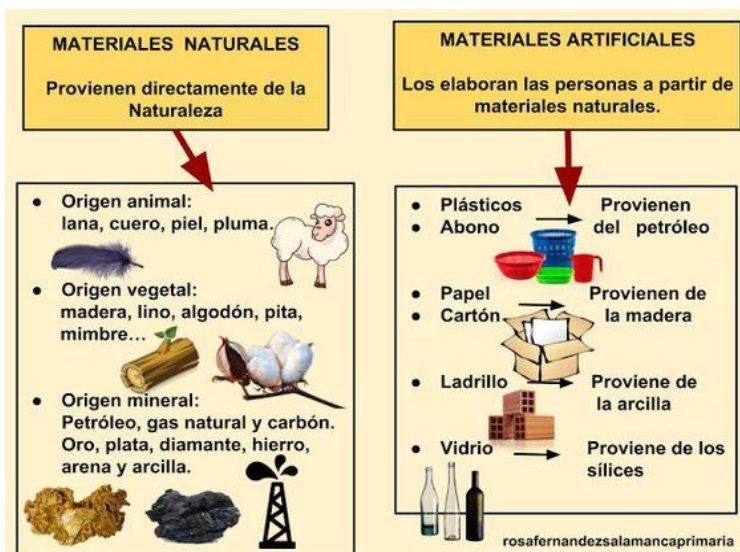 MATERIALES NATURALES
Provienen directamente de la
Naturaleza
● Origen animal:
lana, cuero, piel, pluma.
● Origen vegetal:
madera, lino, algodón, pita,
mimbre...
● Origen mineral:
Petróleo, gas natural y carbón.
Oro, plata, diamante, hierro,
arena y arcilla.
MATERIALES ARTIFICIALES
Los elaboran las personas a partir de
materiales naturales.
● Plásticos Provienen
● Abono del petróleo
● Papel Provienen de
● Cartón la madera
● Ladrillo Proviene de
la arcilla
● Vidrio Proviene de los
sílices
rosafernandezsalamancaprimaria